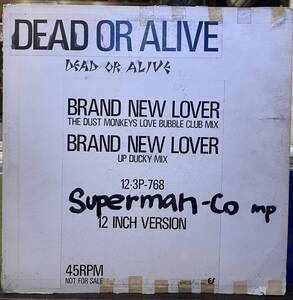 DEAD OR ALIVE
DEAD OR ALIVE
BRAND NEW LOVER
THE DUST MONKEYS LOVE BUBBLE CLUB MIX
BRAND NEW LOVER
UP DUCKY MIX
12·3P-768
Superman-Co mp
12 INCH VERSION
45RPM
NOT FOR SALE